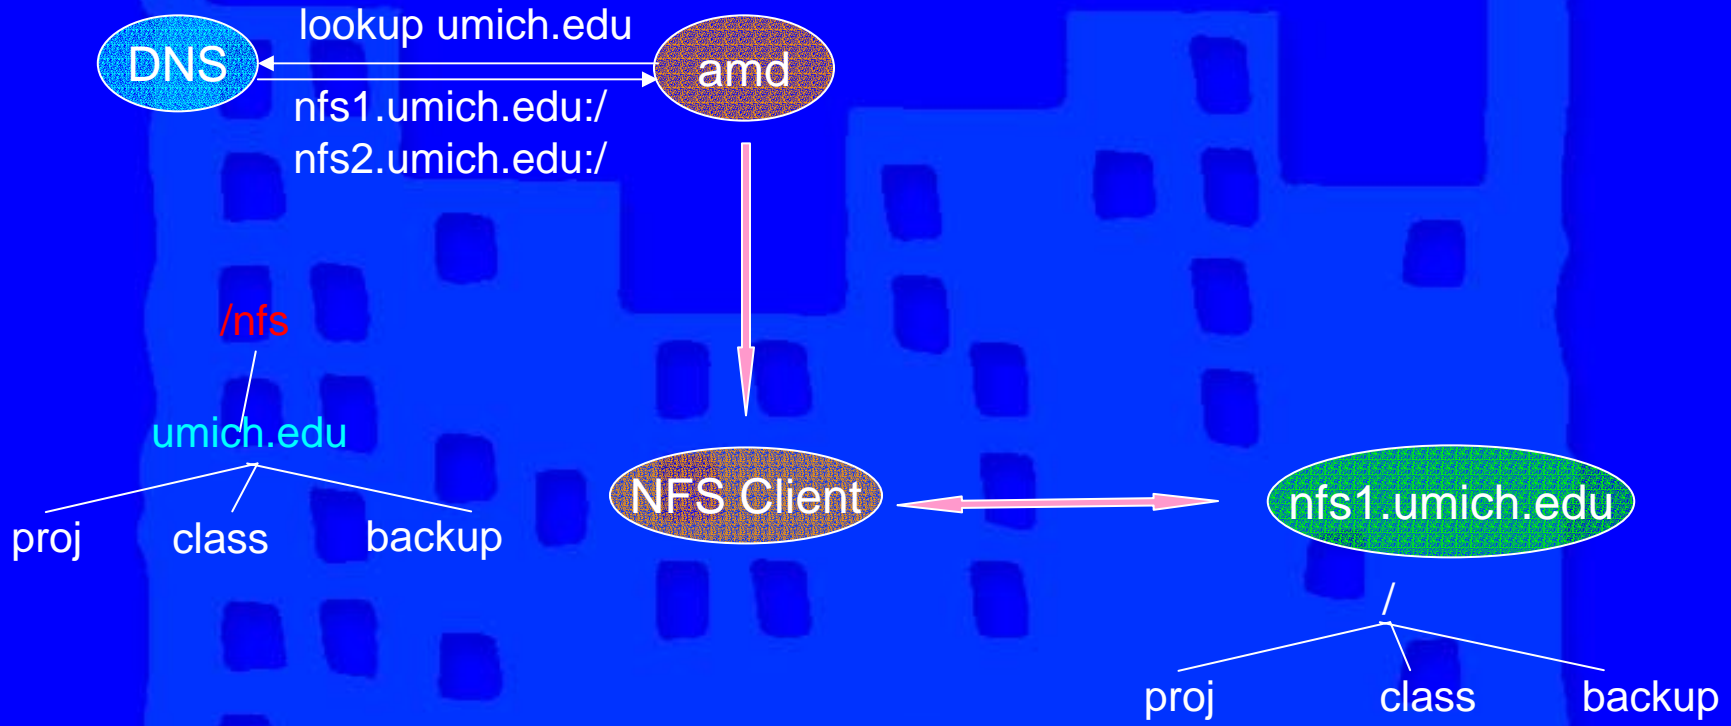 lookup umich.edu
DNS
amd
nfs1.umich.edu:/
nfs2.umich.edu:/
/nfs
umich.edu
proj
class
backup
NFS Client
nfs1.umich.edu
/
proj
class
backup